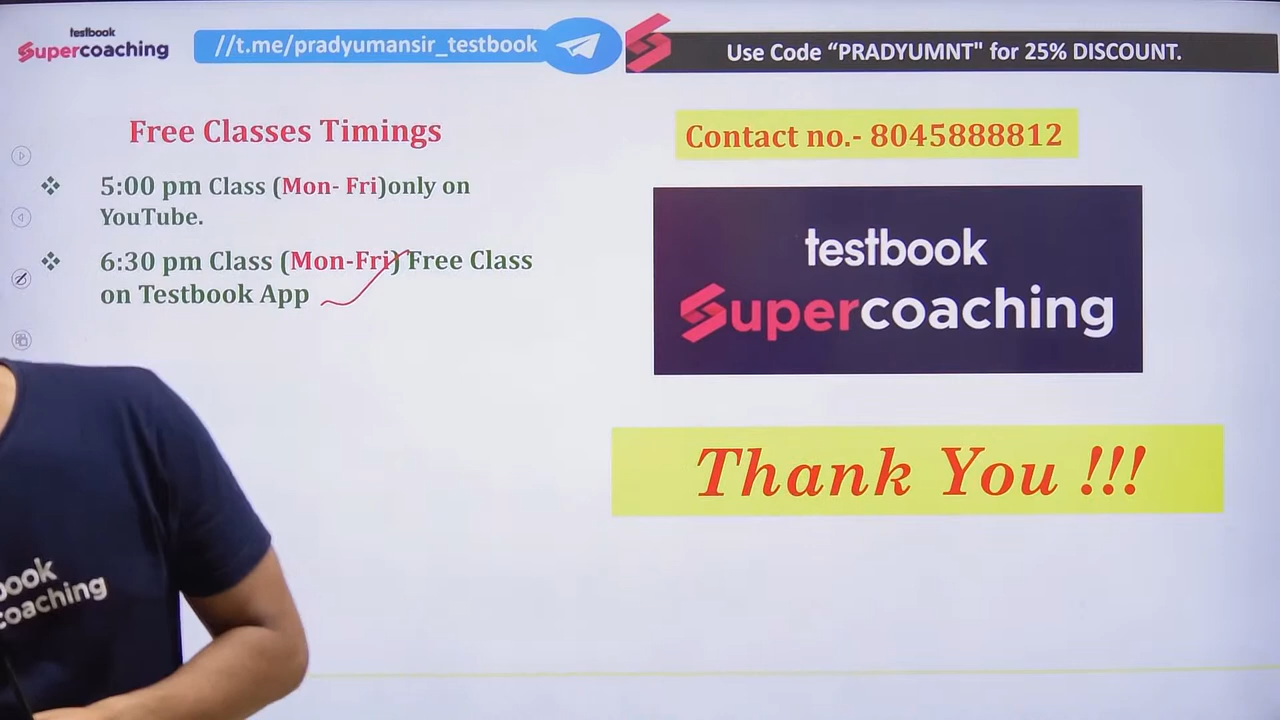 testbook
Supercoaching
//t.me/pradyumansir_testbook
Use Code “PRADYUMNT" for 25% DISCOUNT.
Free Classes Timings
❖ 5:00 pm Class (Mon- Fri)only on
YouTube.
❖ 6:30 pm Class (Mon-Fri) Free Class
on Testbook App
Contact no.- 8045888812
testbook
Supercoaching
Thank You !!!
book
coaching